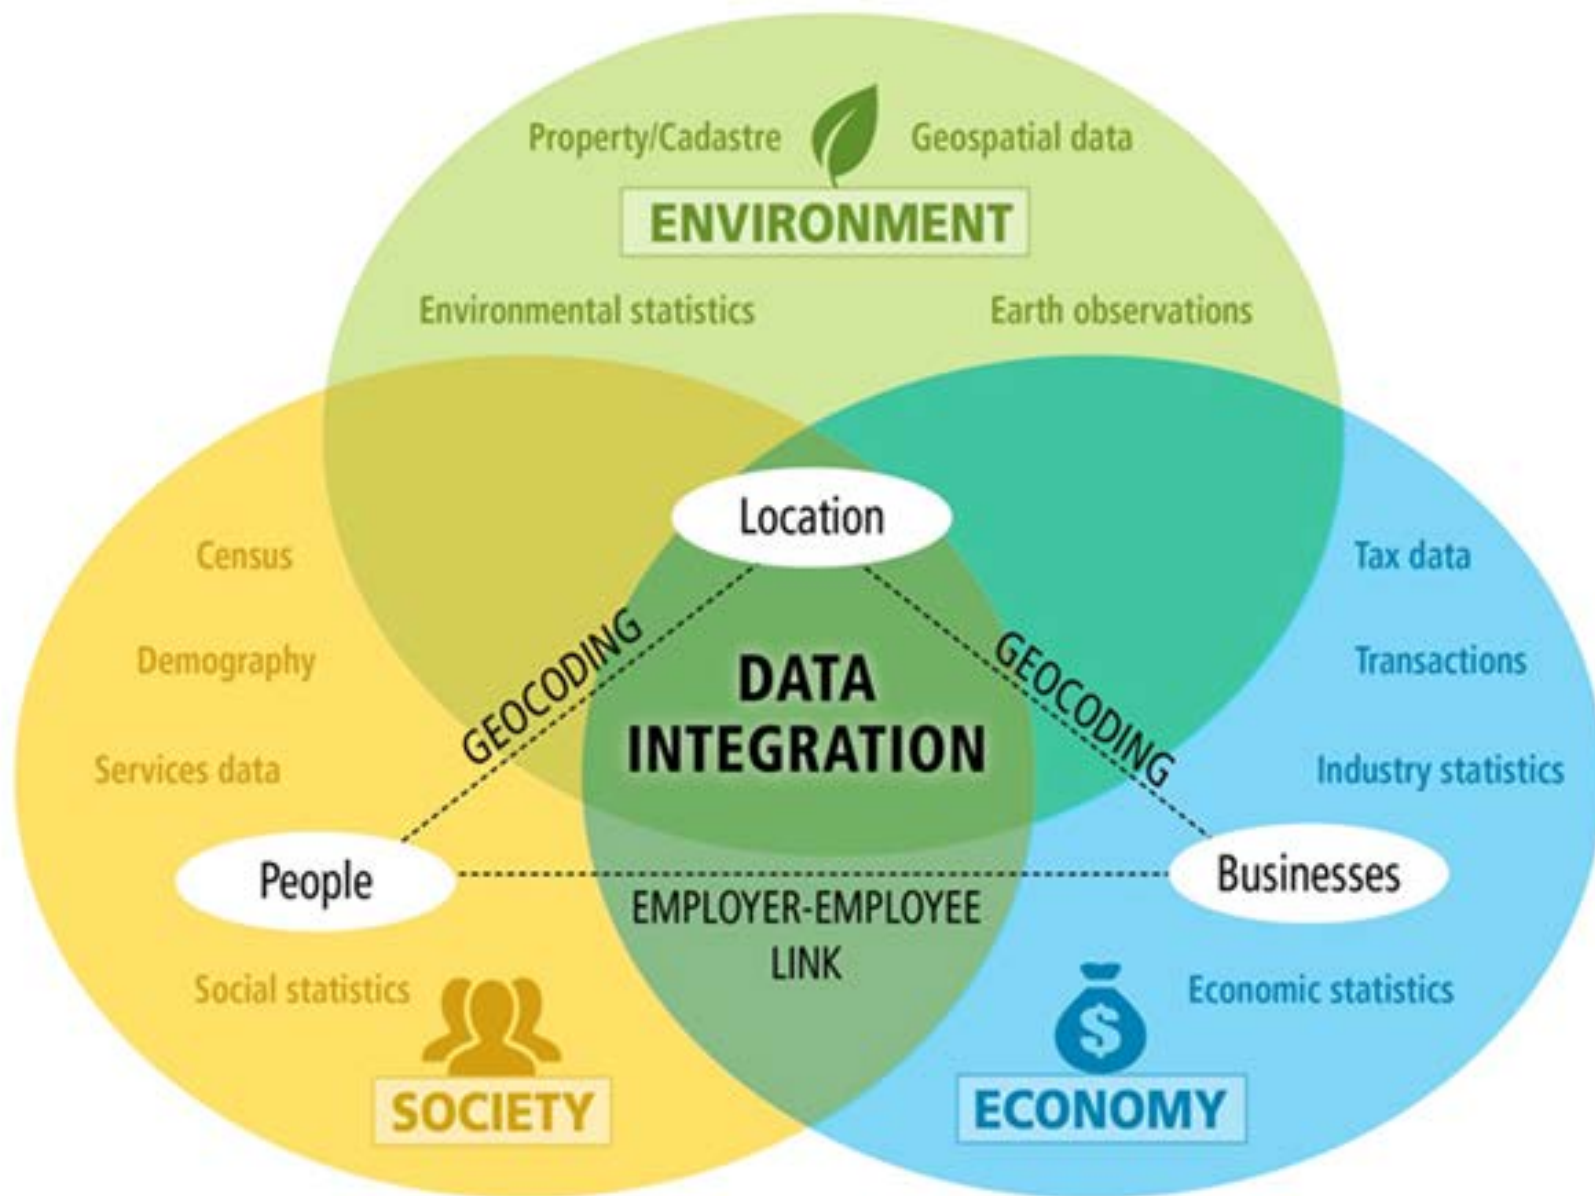 Property/Cadastre
Geospatial data
ENVIRONMENT
Environmental statistics
Earth observations
Location
Census
Tax data
Demography
GEOCODING
GEOCODING
Transactions
DATA
INTEGRATION
Services data
Industry statistics
People
Businesses
EMPLOYER-EMPLOYEE
LINK
Social statistics
Economic statistics
$
SOCIETY
ECONOMY